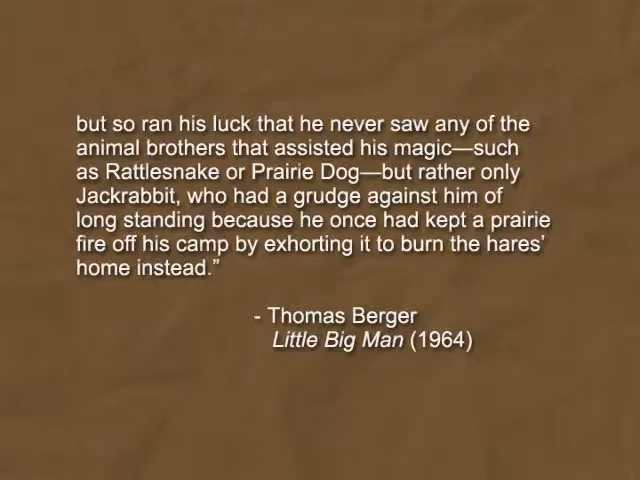 but so ran his luck that he never saw any of the
animal brothers that assisted his magic—such
as Rattlesnake or Prairie Dog—but rather only
Jackrabbit, who had a grudge against him of
long standing because he once had kept a prairie
fire off his camp by exhorting it to burn the hares’
home instead.”
- Thomas Berger
Little Big Man (1964)